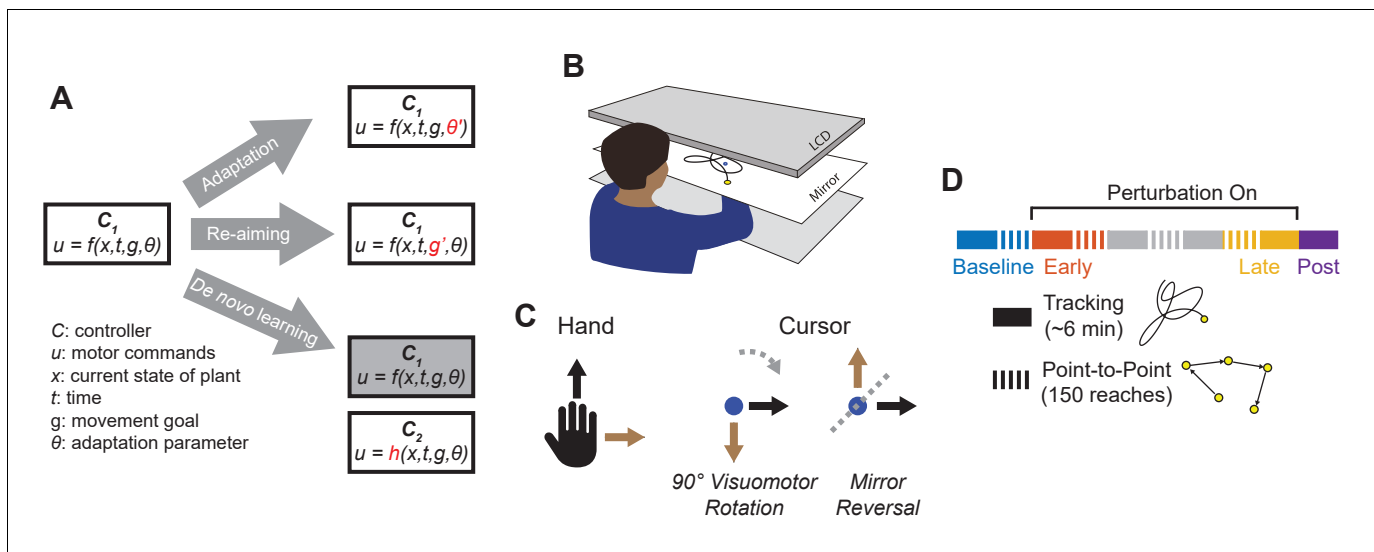 A
C₁
u = f(x,t,g,θ)
Adaptation
Re-aiming
De novo learning
C₁
u = f(x,t,g,θ')
C₁
u = f(x,t,g',θ)
C₁
u = f(x,t,g,θ)
C₂
u = h(x,t,g,θ)
C: controller
u: motor commands
x: current state of plant
t: time
g: movement goal
θ: adaptation parameter
B
LCD
Mirror
C
Hand
Cursor
90° Visuomotor
Rotation
Mirror
Reversal
D
Perturbation On
Baseline Early Late Post
Tracking
(~6 min)
Point-to-Point
(150 reaches)